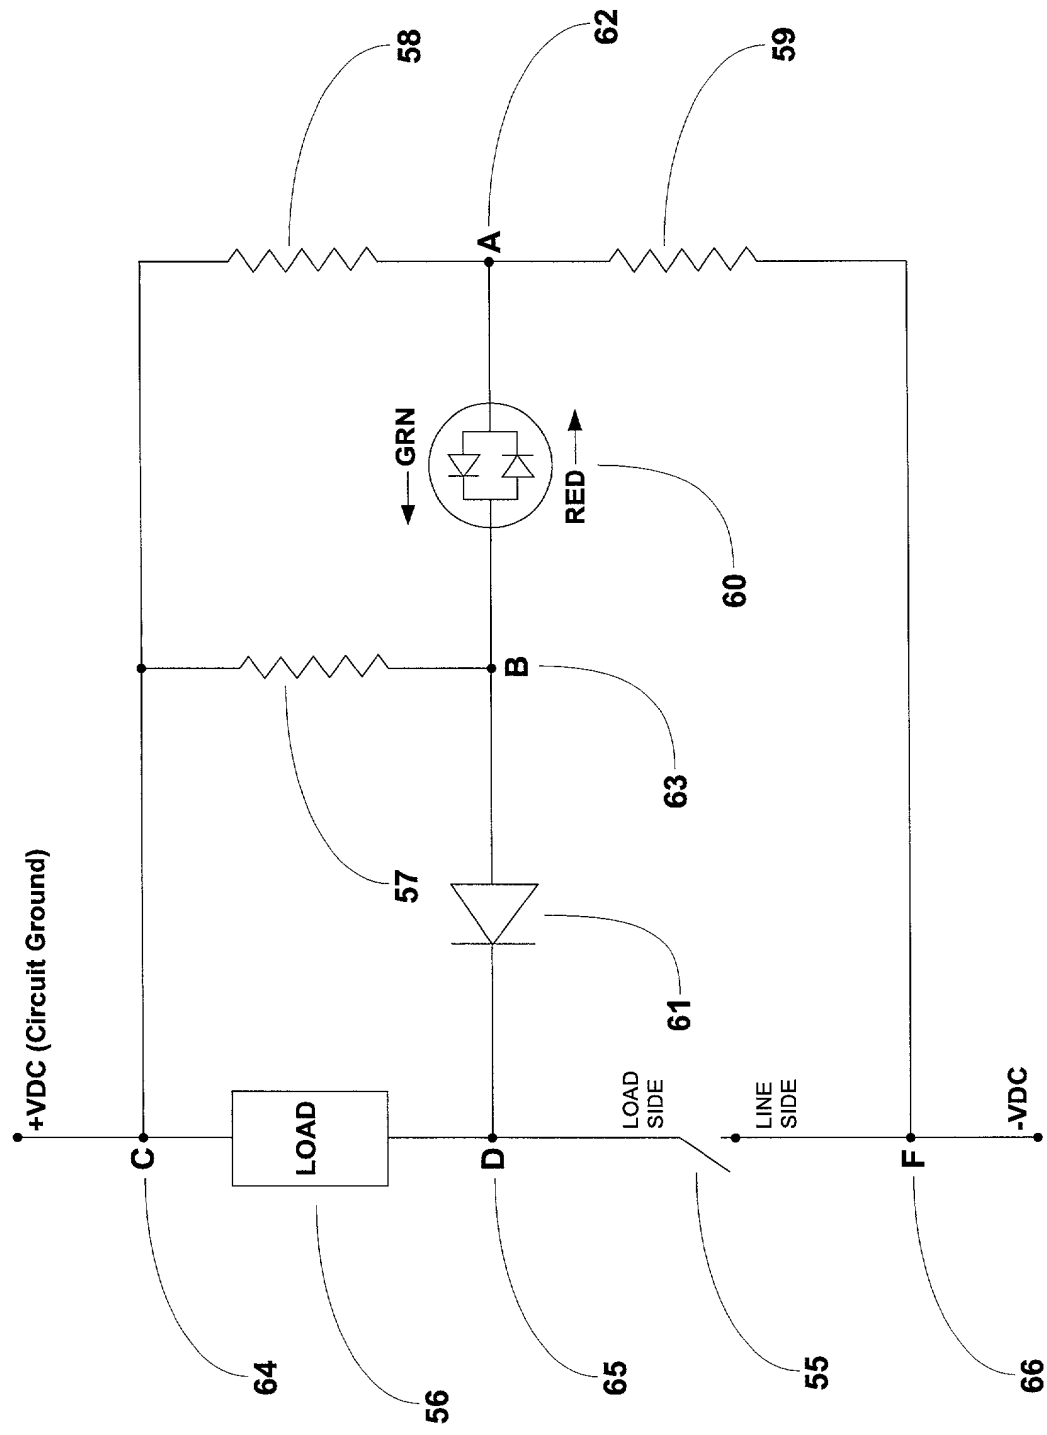 +VDC (Circuit Ground)
C
64
LOAD
56
57
58
GRN
A
62
D
65
B
63
RED
60
61
59
LOAD
SIDE
LINE
SIDE
55
F
66
-VDC